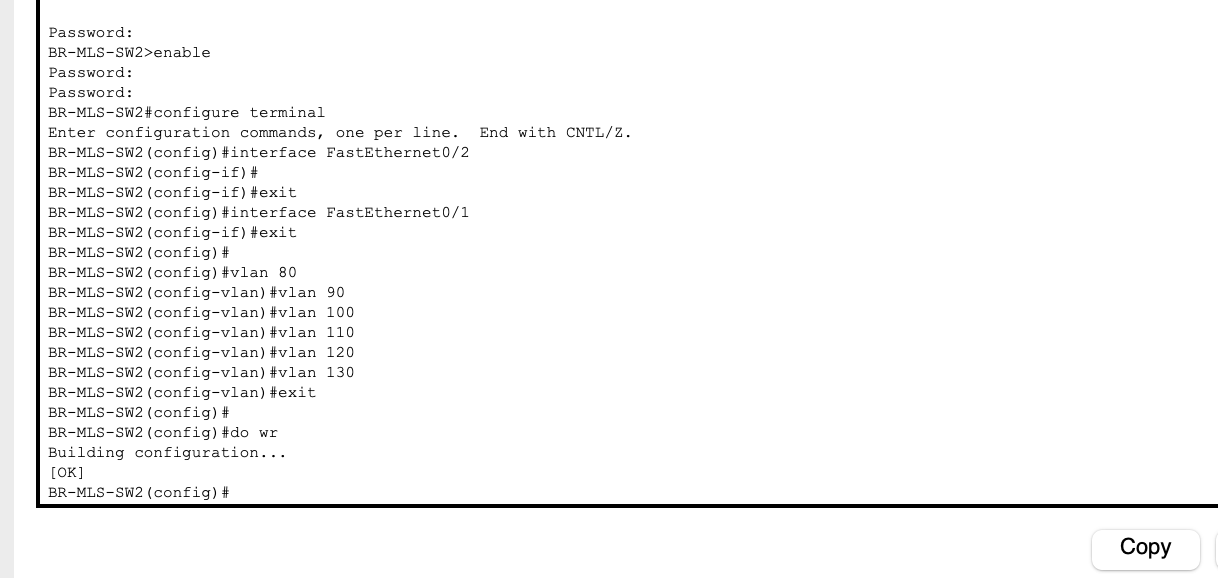 Password:
BR-MLS-SW2>enable
Password:
Password:
BR-MLS-SW2#configure terminal
Enter configuration commands, one per line.  End with CNTL/Z.
BR-MLS-SW2(config)#interface FastEthernet0/2
BR-MLS-SW2(config-if)#
BR-MLS-SW2(config-if)#exit
BR-MLS-SW2(config)#interface FastEthernet0/1
BR-MLS-SW2(config-if)#exit
BR-MLS-SW2(config)#
BR-MLS-SW2(config)#vlan 80
BR-MLS-SW2(config-vlan)#vlan 90
BR-MLS-SW2(config-vlan)#vlan 100
BR-MLS-SW2(config-vlan)#vlan 110
BR-MLS-SW2(config-vlan)#vlan 120
BR-MLS-SW2(config-vlan)#vlan 130
BR-MLS-SW2(config-vlan)#exit
BR-MLS-SW2(config)#
BR-MLS-SW2(config)#do wr
Building configuration...
[OK]
BR-MLS-SW2(config)#
Copy